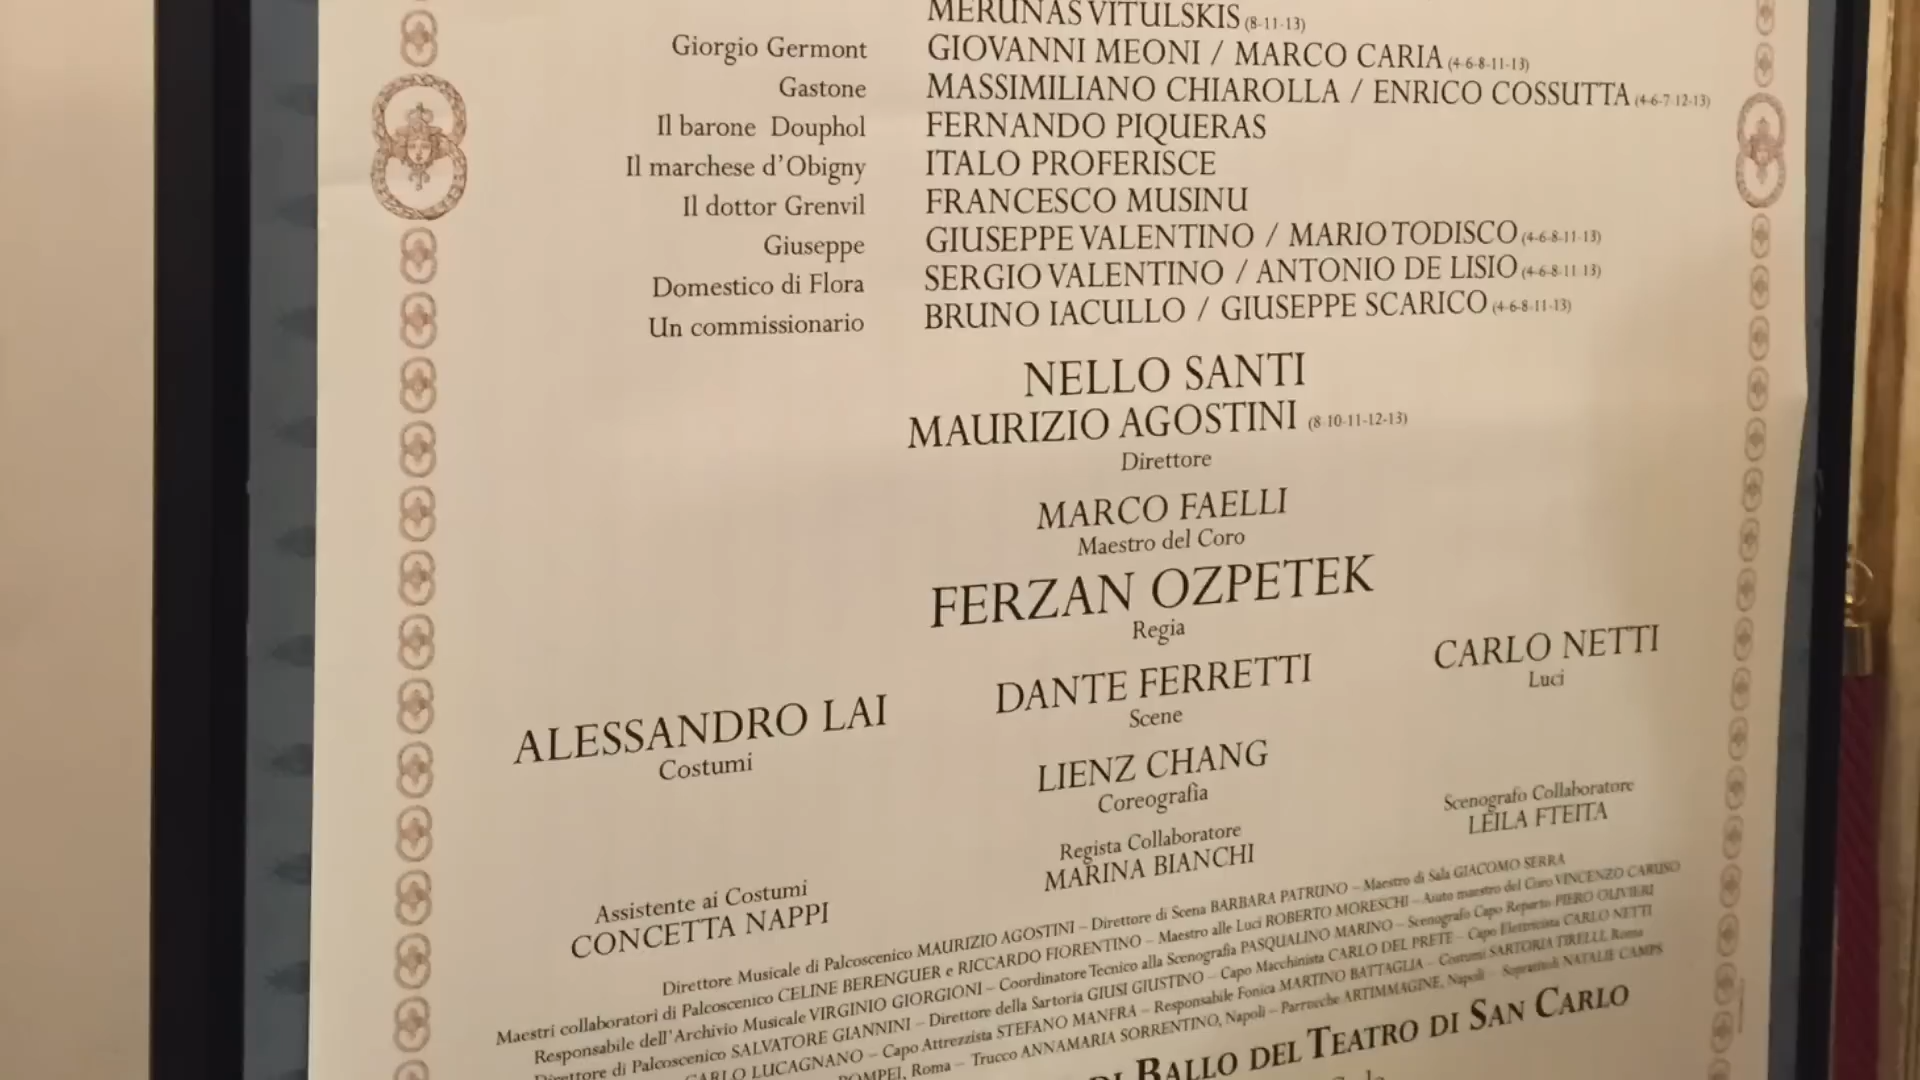 MERUNAS VITULSKIS (8-11-13)
Giorgio Germont GIOVANNI MEONI / MARCO CARIA (4-6-8-11-13)
Gastone MASSIMILIANO CHIAROLLA / ENRICO COSSUTTA (4-6-7-12-13)
Il barone Douphol FERNANDO PIQUERAS
Il marchese d'Obigny ITALO PROFERISCE
Il dottor Grenvil FRANCESCO MUSINU
Giuseppe GIUSEPPE VALENTINO / MARIO TODISCO (4-6-8-11-13)
Domestico di Flora SERGIO VALENTINO / ANTONIO DE LISIO (4-6-8-11-13)
Un commissionario BRUNO IACULLO / GIUSEPPE SCARICO (4-6-8-11-13)
NELLO SANTI
MAURIZIO AGOSTINI (8-10-11-12-13)
Direttore
MARCO FAELLI
Maestro del Coro
FERZAN OZPETEK
Regia
ALESSANDRO LAI
Costumi
DANTE FERRETTI
Scene
CARLO NETTI
Luci
LIENZ CHANG
Coreografia
Assistente ai Costumi
CONCETTA NAPPI
Regista Collaboratore
MARINA BIANCHI
Scenografo Collaboratore
LEILA FTEITA
Direttore Musicale di Palcoscenico MAURIZIO AGOSTINI – Direttore di Scena BARBARA PATRUNO – Maestro di Sala GIACOMO SERRA
Maestri collaboratori di Palcoscenico CELINE BERENGUER e RICCARDO FIORENTINO – Maestro alle Luci ROBERTO MORESCHI – Aiuto maestro del Coro VINCENZO CARUSO
Responsabile dell'Archivio Musicale VIRGINIO GIORGIONI – Coordinatore Tecnico alla Scenografia PASQUALINO MARINO – Scenografo Capo Reparto PIERO OLIVIERI
Direttore di Palcoscenico SALVATORE GIANNINI – Direttore della Sartoria GIUSI GIUSTINO – Capo Macchinista CARLO DEL PRETE – Capo Elettricista CARLO NETTI
CARLO LUCAGNANO – Capo Attrezzista STEFANO MANFRA – Responsabile Fonica MARTINO BATTAGLIA – Costumi SARTORIA TIRELLI, Roma
POMPEI, Roma – Trucco ANNAMARIA SORRENTINO, Napoli – Parrucche ARTIMMAGINE, Napoli – Sopratitoli NATALIE CAMPS
DI BALLO DEL TEATRO DI SAN CARLO